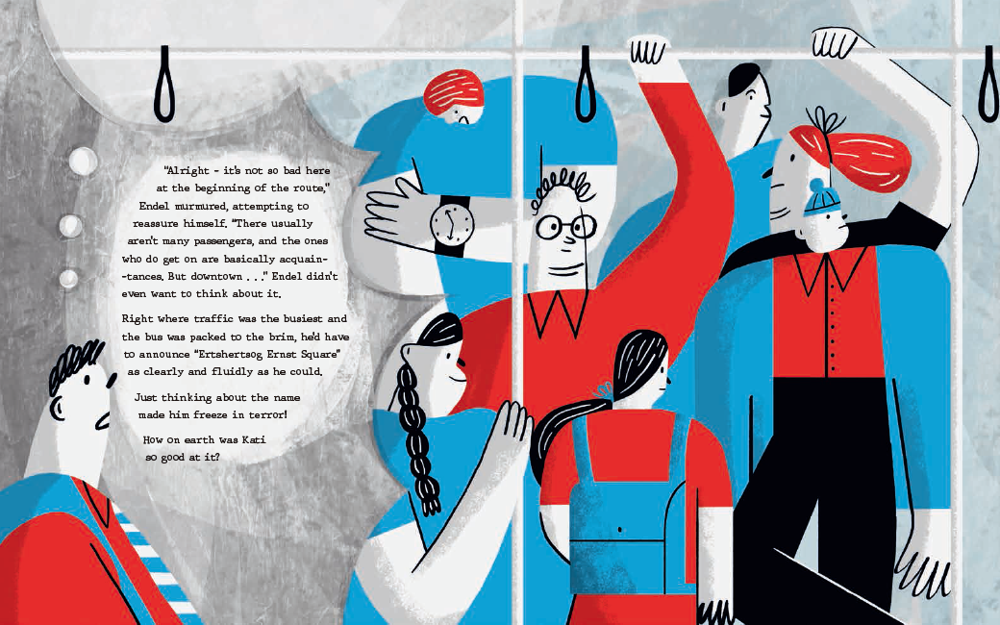 "Alright - it's not so bad here
at the beginning of the route,"
Endel murmured, attempting to
reassure himself. "There usually
aren't many passengers, and the ones
who do get on are basically acquain-
-tances. But downtown . . ." Endel didn't
even want to think about it.
Right where traffic was the busiest and
the bus was packed to the brim, he'd have
to announce "Ertshertsog Ernst Square"
as clearly and fluidly as he could.
Just thinking about the name
made him freeze in terror!
How on earth was Kati
so good at it?